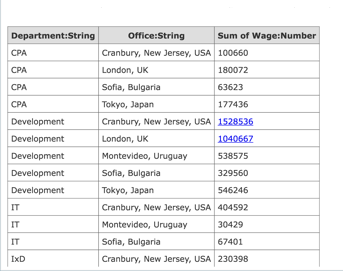 Department:String Office:String Sum of Wage:Number
CPA Cranbury, New Jersey, USA 100660
CPA London, UK 180072
CPA Sofia, Bulgaria 63623
CPA Tokyo, Japan 177436
Development Cranbury, New Jersey, USA 1528536
Development London, UK 1040667
Development Montevideo, Uruguay 538575
Development Sofia, Bulgaria 329560
Development Tokyo, Japan 546246
IT Cranbury, New Jersey, USA 404592
IT Montevideo, Uruguay 30429
IT Sofia, Bulgaria 67401
IxD Cranbury, New Jersey, USA 230398